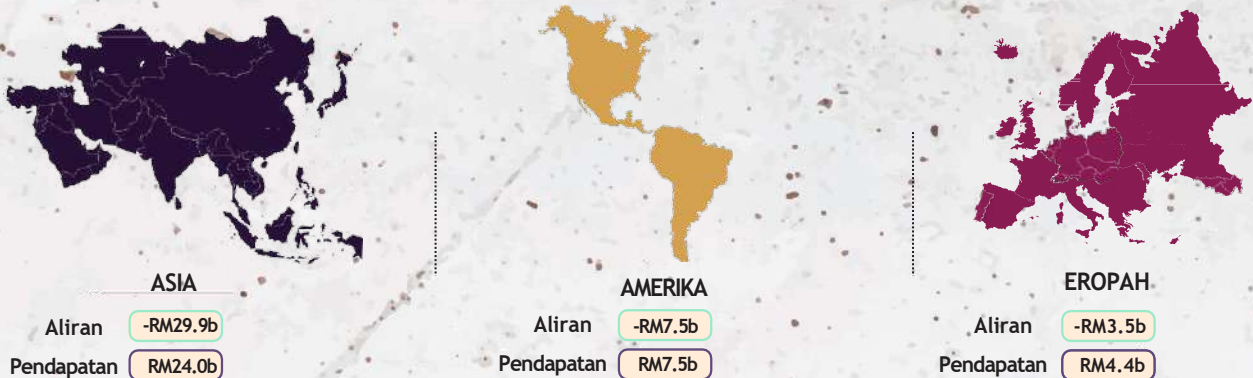 ASIA
Aliran -RM29.9b
Pendapatan RM24.0b
AMERIKA
Aliran -RM7.5b
Pendapatan RM7.5b
EROPAH
Aliran -RM3.5b
Pendapatan RM4.4b